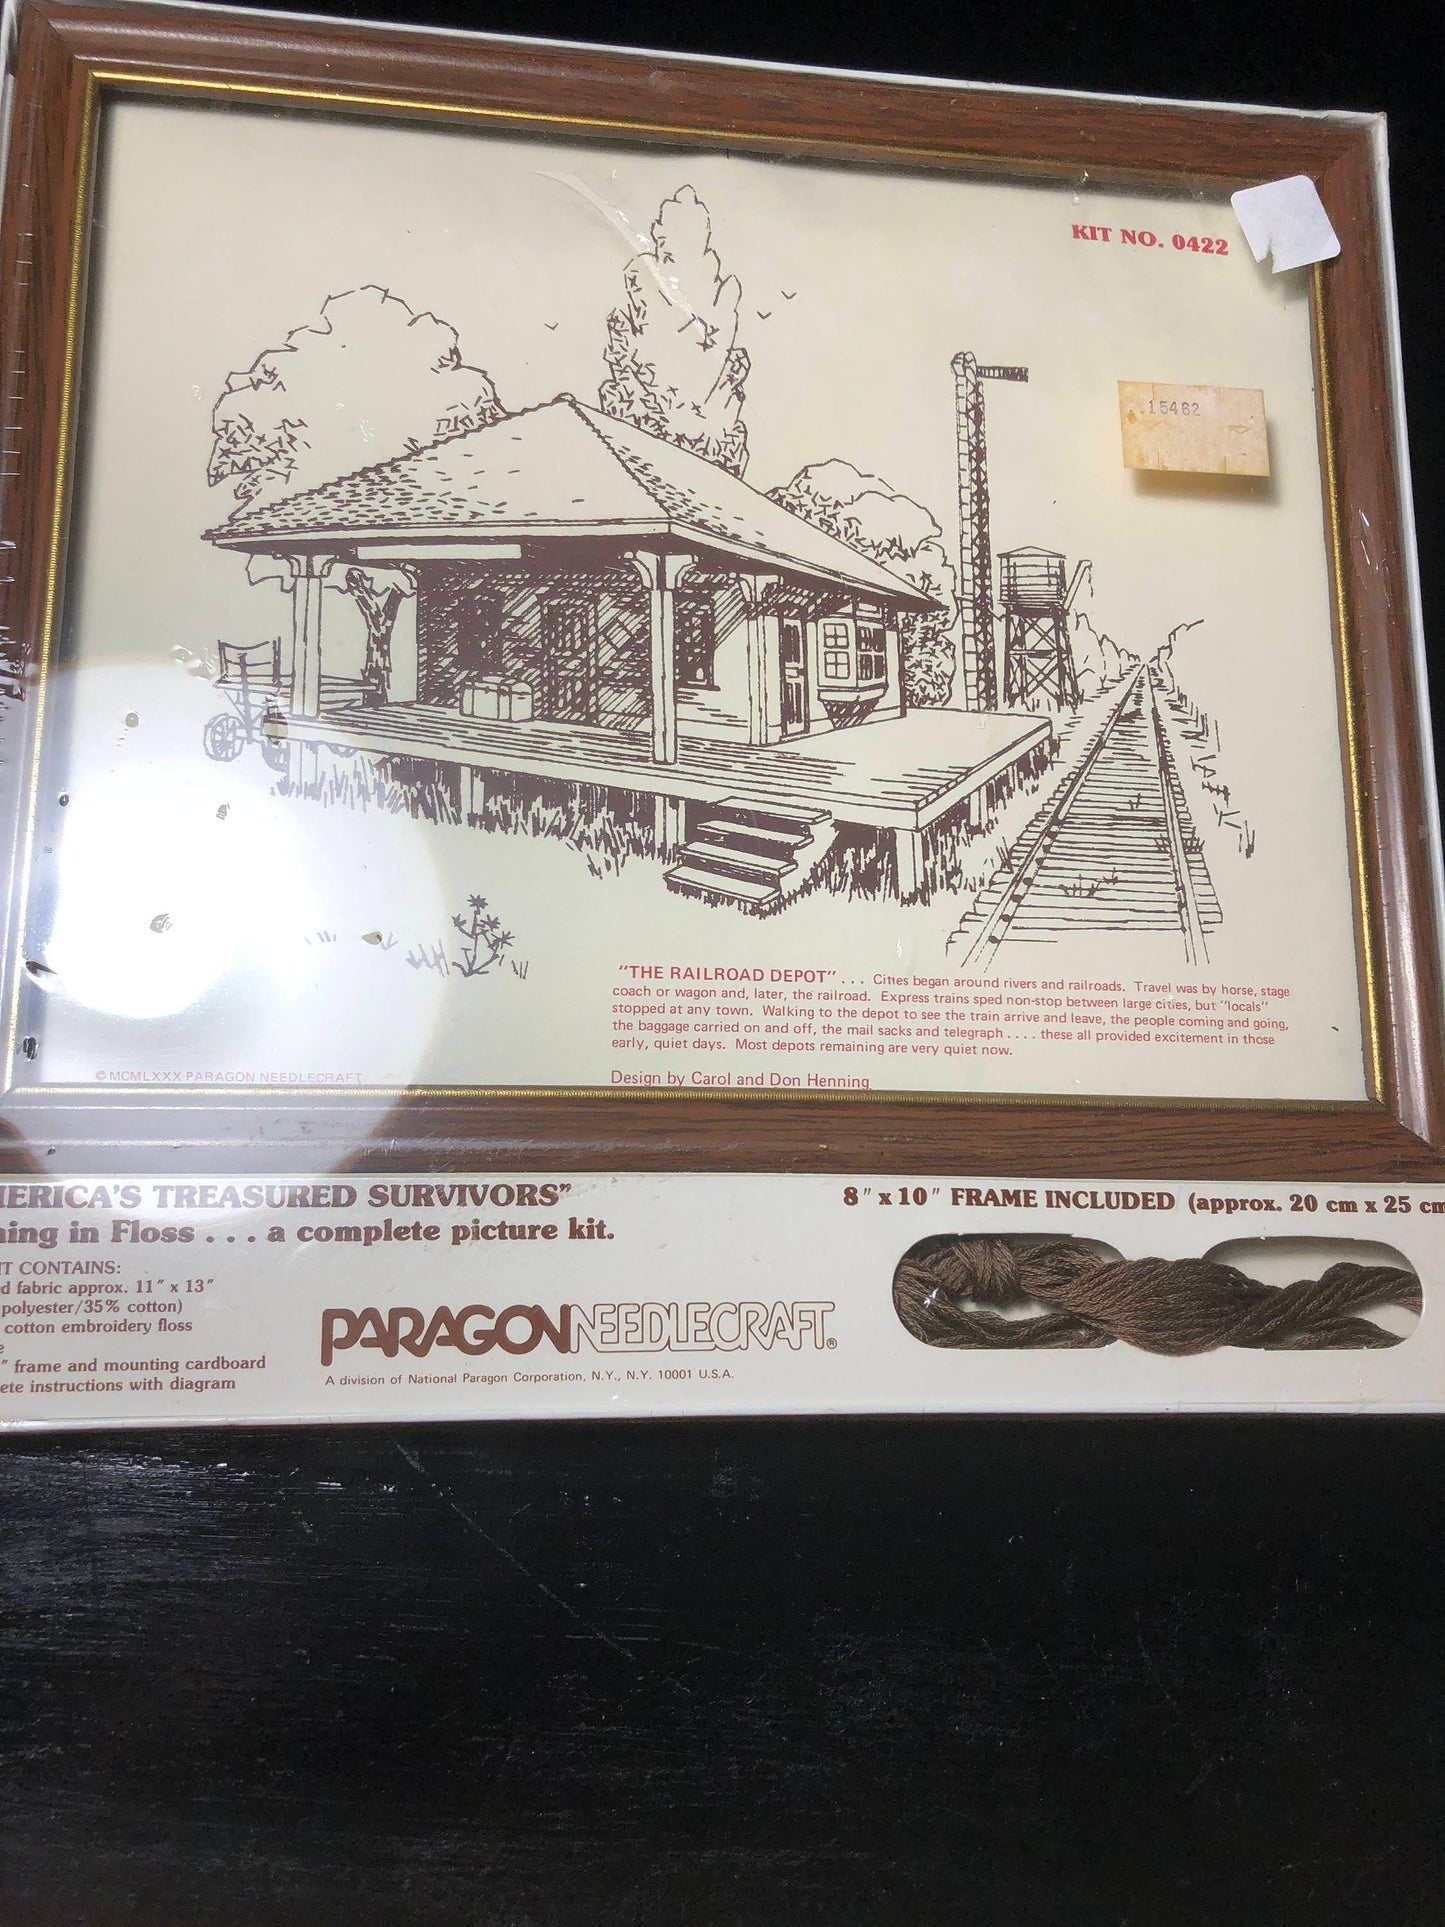 KIT NO. 0422
15462
"THE RAILROAD DEPOT" . . . Cities began around rivers and railroads. Travel was by horse, stage
coach or wagon and, later, the railroad. Express trains sped non-stop between large cities, but "locals"
stopped at any town. Walking to the depot to see the train arrive and leave, the people coming and going,
the baggage carried on and off, the mail sacks and telegraph . . . . these all provided excitement in those
early, quiet days. Most depots remaining are very quiet now.
© MCMLXXX PARAGON NEEDLECRAFT
Design by Carol and Don Henning
ERICA'S TREASURED SURVIVORS"
ing in Floss . . . a complete picture kit.
8" x 10" FRAME INCLUDED (approx. 20 cm x 25 cm
IT CONTAINS:
d fabric approx. 11" x 13"
polyester/35% cotton)
cotton embroidery floss
e
" frame and mounting cardboard
ete instructions with diagram
PARAGON NEEDLECRAFT®
A division of National Paragon Corporation, N.Y., N.Y. 10001 U.S.A.